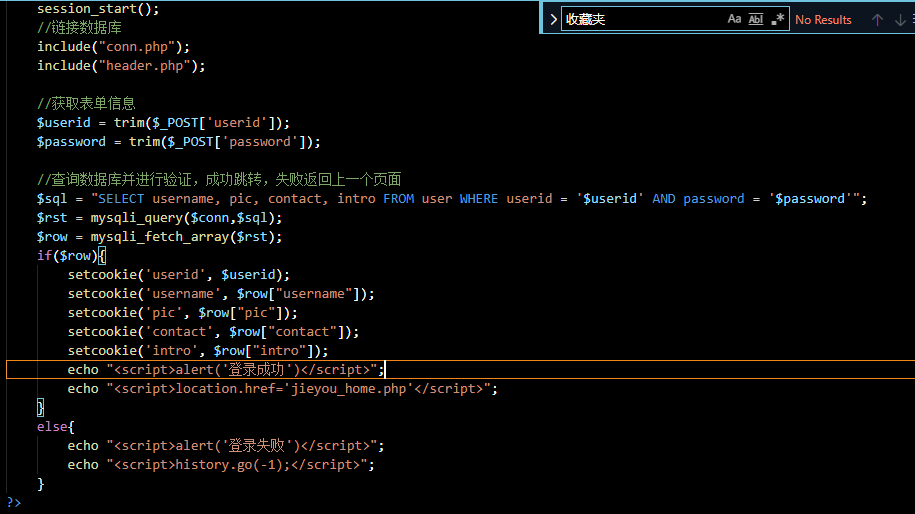 session_start();
收藏夹 Aa Abl .* No Results
//链接数据库
include("conn.php");
include("header.php");
//获取表单信息
$userid = trim($_POST['userid']);
$password = trim($_POST['password']);
//查询数据库并进行验证，成功跳转，失败返回上一个页面
$sql = "SELECT username, pic, contact, intro FROM user WHERE userid = '$userid' AND password = '$password'";
$rst = mysqli_query($conn,$sql);
$row = mysqli_fetch_array($rst);
if($row){
setcookie('userid', $userid);
setcookie('username', $row["username"]);
setcookie('pic', $row["pic"]);
setcookie('contact', $row["contact"]);
setcookie('intro', $row["intro"]);
echo "<script>alert('登录成功')</script>";
echo "<script>location.href='jieyou_home.php'</script>";
}
else{
echo "<script>alert('登录失败')</script>";
echo "<script>history.go(-1);</script>";
}
?>